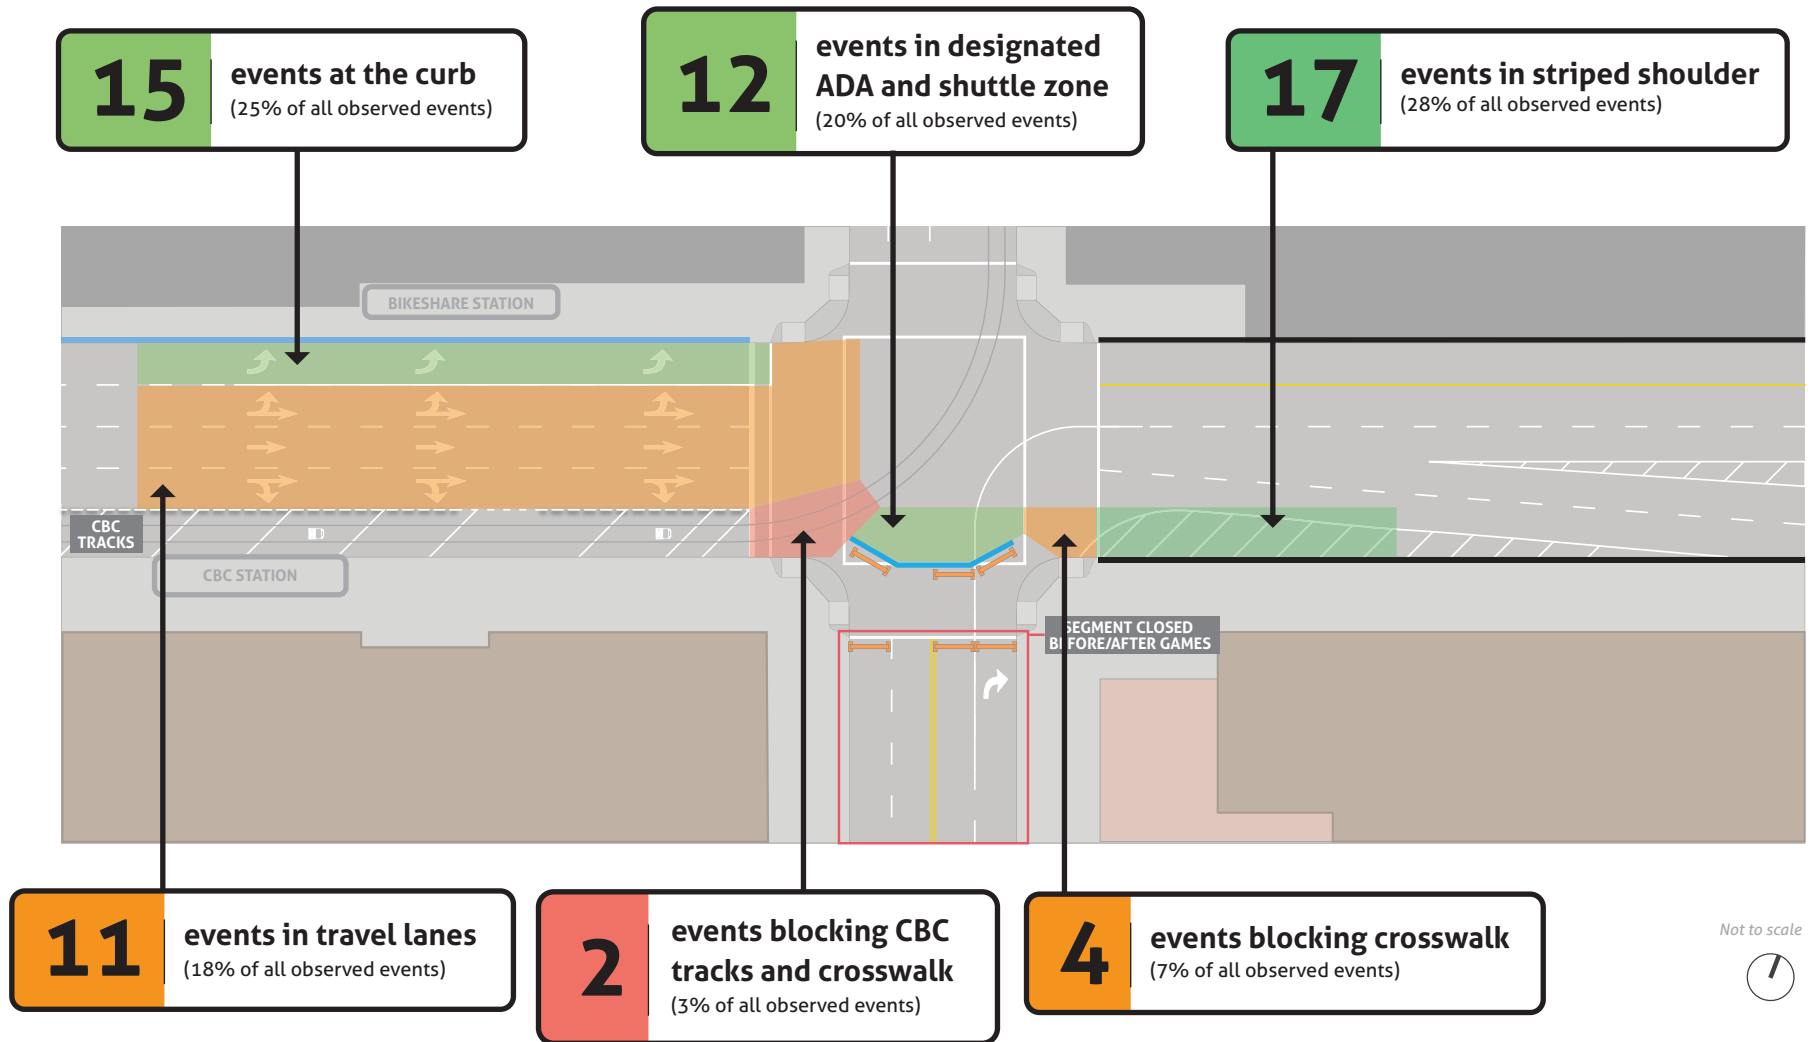 15
events at the curb
(25% of all observed events)
12
events in designated
ADA and shuttle zone
(20% of all observed events)
17
events in striped shoulder
(28% of all observed events)
BIKESHARE STATION
CBC
TRACKS
CBC STATION
SEGMENT CLOSED
BEFORE/AFTER GAMES
11
events in travel lanes
(18% of all observed events)
2
events blocking CBC
tracks and crosswalk
(3% of all observed events)
4
events blocking crosswalk
(7% of all observed events)
Not to scale